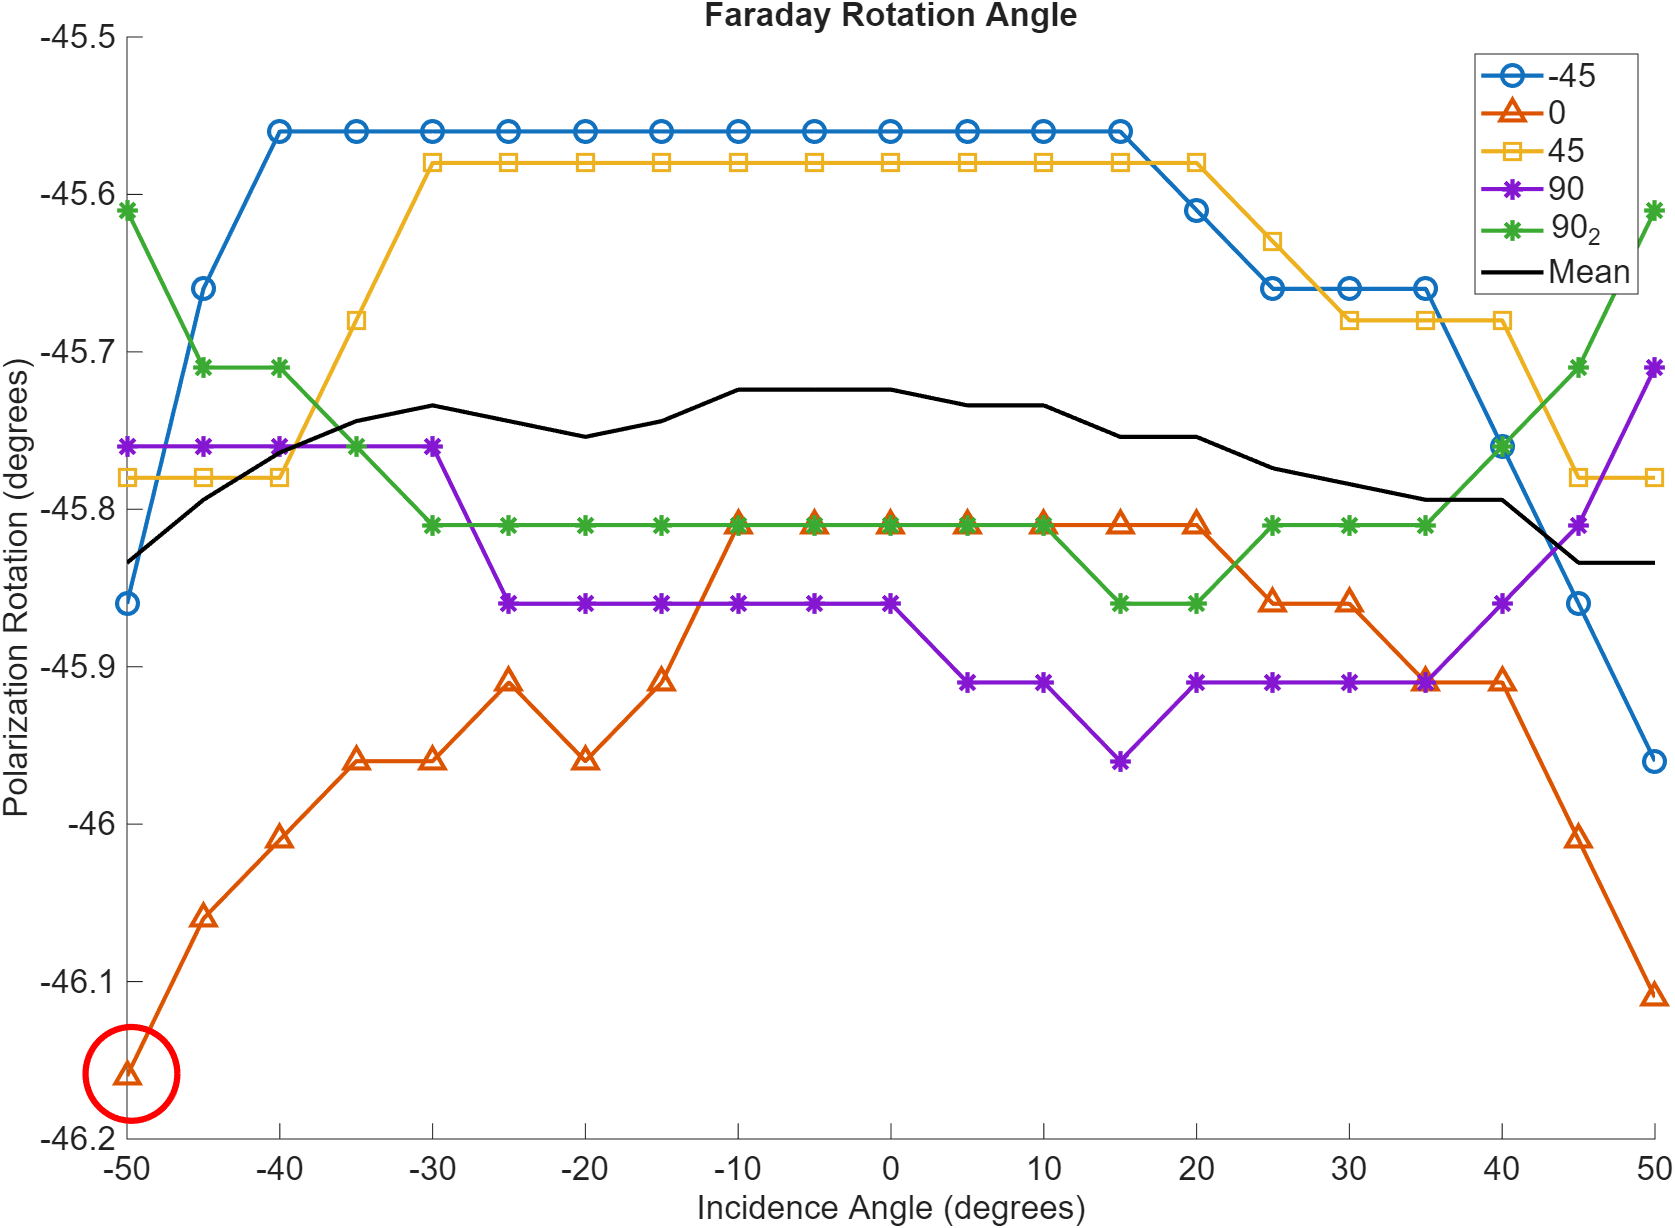 Faraday Rotation Angle
-45.5
-45.6
-45.7
-45.8
-45.9
-46
-46.1
-46.2
Polarization Rotation (degrees)
-45
0
45
90
90₂
Mean
-50 -40 -30 -20 -10 0 10 20 30 40 50
Incidence Angle (degrees)